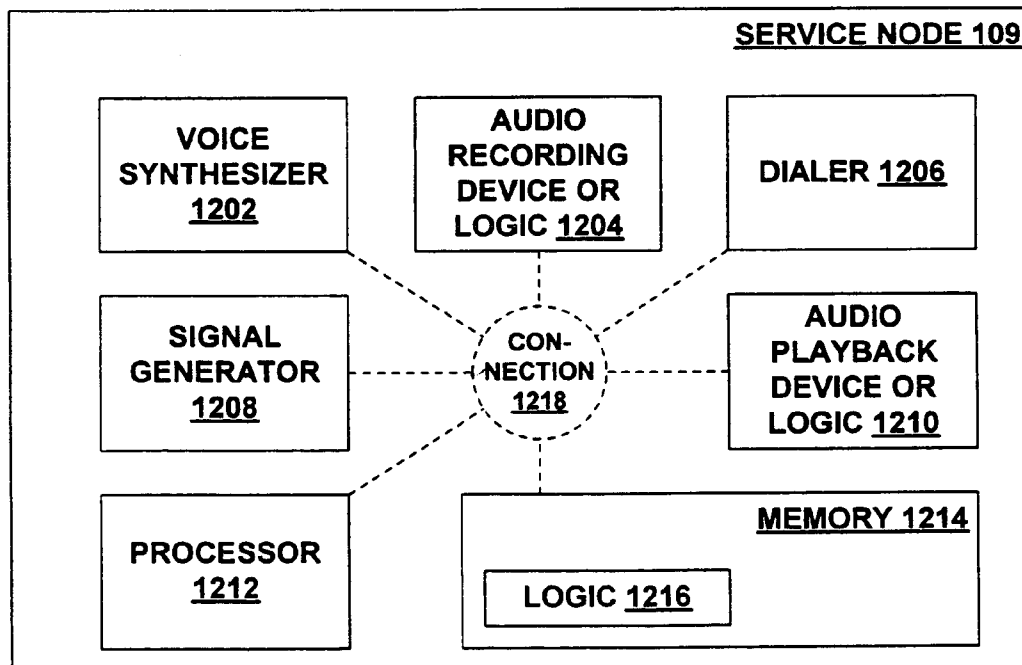 SERVICE NODE 109
VOICE
SYNTHESIZER
1202
AUDIO
RECORDING
DEVICE OR
LOGIC 1204
DIALER 1206
SIGNAL
GENERATOR
1208
CON-
NECTION
1218
AUDIO
PLAYBACK
DEVICE OR
LOGIC 1210
PROCESSOR
1212
MEMORY 1214
LOGIC 1216